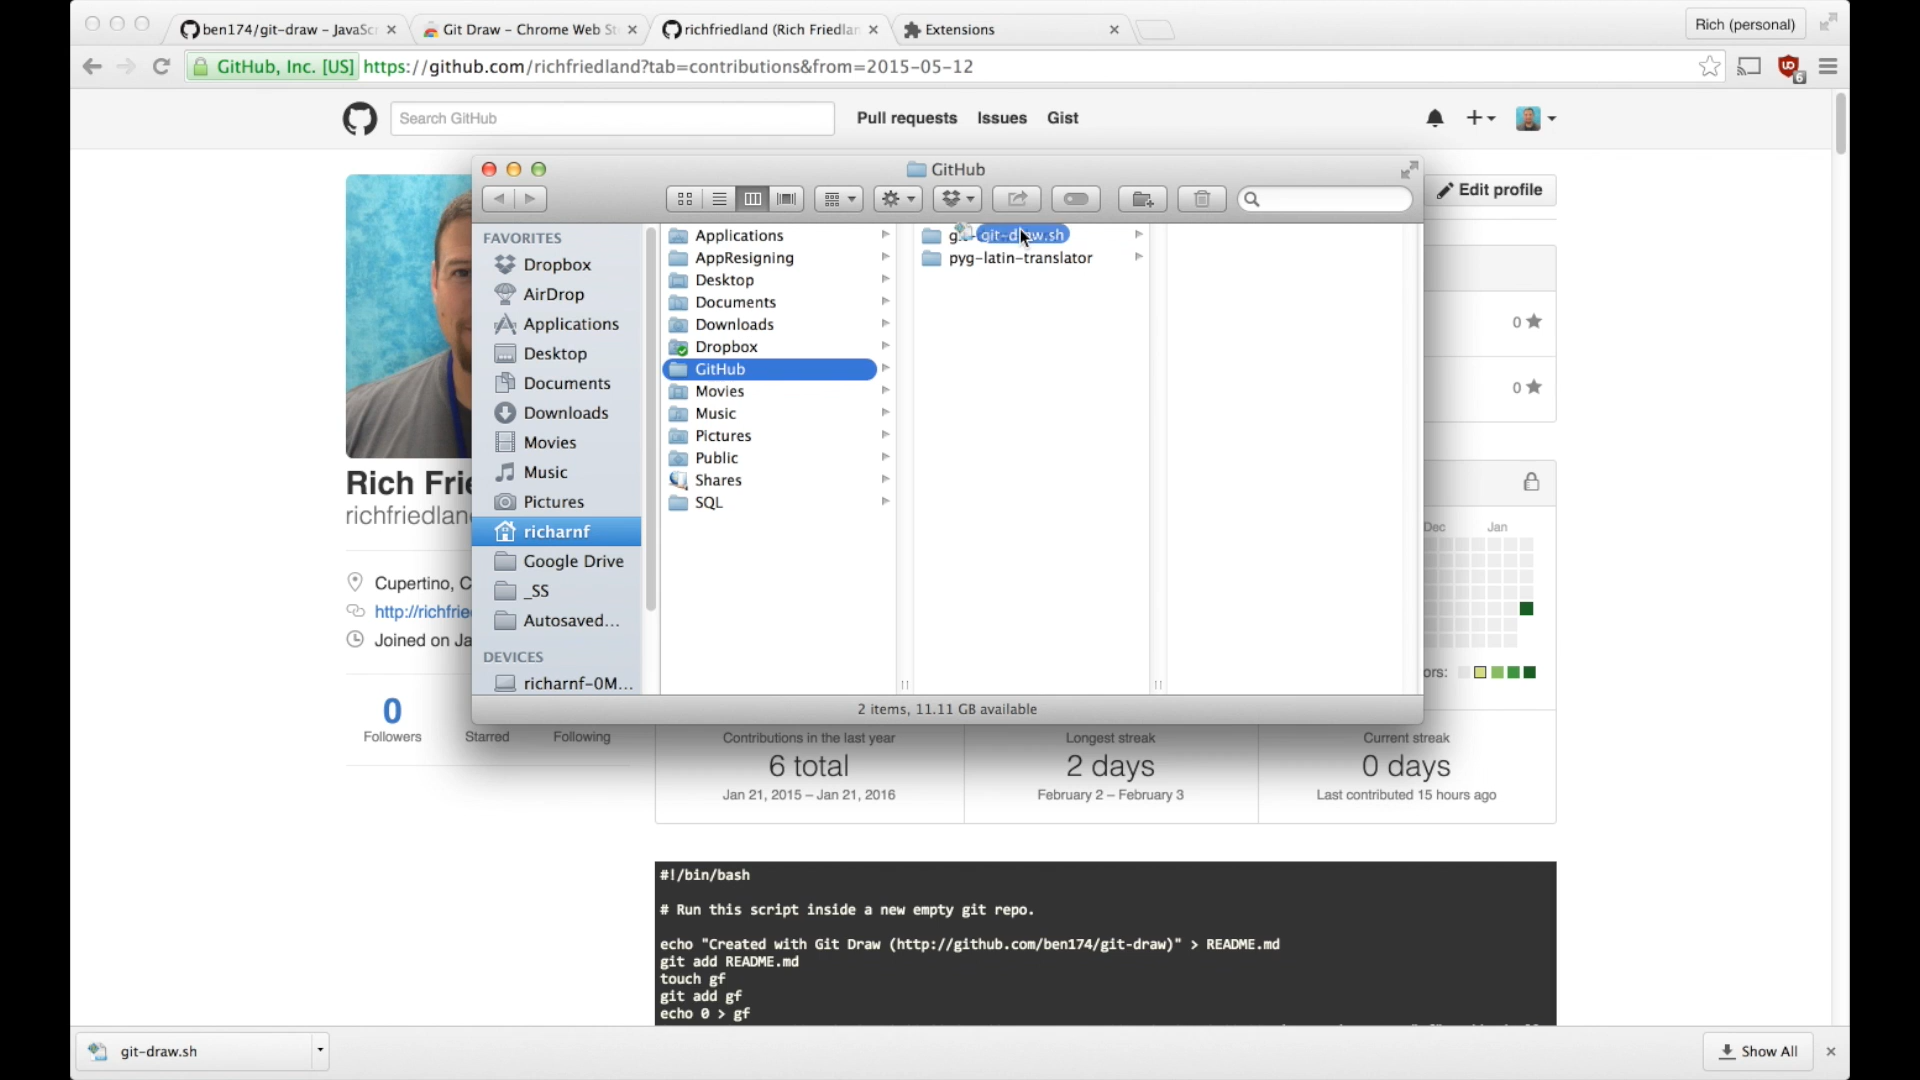 ben174/git-draw – JavaSc
Git Draw – Chrome Web St
richfriedland (Rich Friedlan
Extensions
Rich (personal)
GitHub, Inc. [US] https://github.com/richfriedland?tab=contributions&from=2015-05-12
6
Search GitHub
Pull requests
Issues
Gist
GitHub
Edit profile
FAVORITES
Dropbox
AirDrop
Applications
Desktop
Documents
Downloads
Movies
Music
Pictures
richarnf
Google Drive
_SS
Autosaved...
DEVICES
richarnf-0M...
Applications
AppResigning
Desktop
Documents
Downloads
Dropbox
GitHub
Movies
Music
Pictures
Public
Shares
SQL
git-draw.sh
pyg-latin-translator
2 items, 11.11 GB available
0
0
Dec
Jan
ors:
Rich Frie
richfriedlan
Cupertino, C
http://richfrie
Joined on Ja
0
Followers
Starred
Following
Contributions in the last year
6 total
Jan 21, 2015 – Jan 21, 2016
Longest streak
2 days
February 2 – February 3
Current streak
0 days
Last contributed 15 hours ago
#!/bin/bash
# Run this script inside a new empty git repo.
echo "Created with Git Draw (http://github.com/ben174/git-draw)" > README.md
git add README.md
touch gf
git add gf
echo 0 > gf
git-draw.sh
Show All